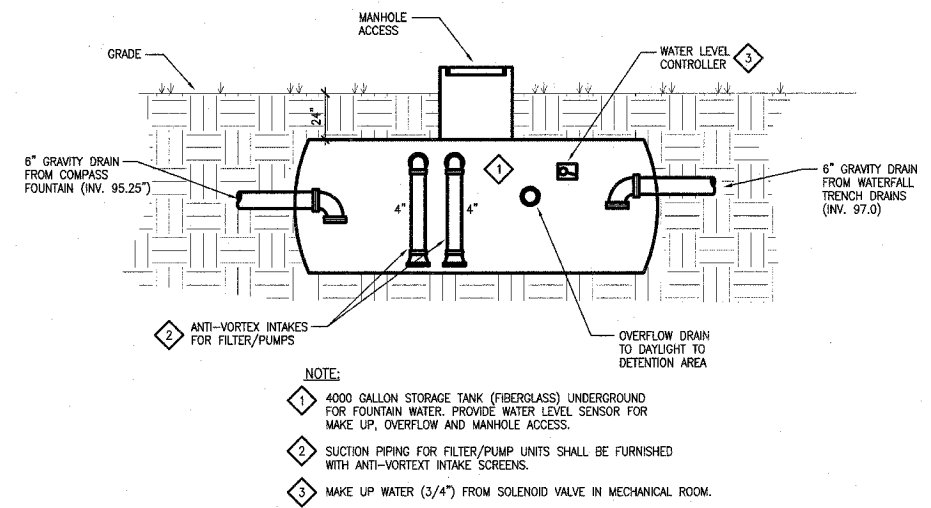 MANHOLE
ACCESS
GRADE
WATER LEVEL
CONTROLLER
3
24"
6" GRAVITY DRAIN
FROM COMPASS
FOUNTAIN (INV. 95.25")
1
4"
4"
6" GRAVITY DRAIN
FROM WATERFALL
TRENCH DRAINS
(INV. 97.0)
2
ANTI-VORTEX INTAKES
FOR FILTER/PUMPS
OVERFLOW DRAIN
TO DAYLIGHT TO
DETENTION AREA
NOTE:
1 4000 GALLON STORAGE TANK (FIBERGLASS) UNDERGROUND
FOR FOUNTAIN WATER. PROVIDE WATER LEVEL SENSOR FOR
MAKE UP, OVERFLOW AND MANHOLE ACCESS.
2 SUCTION PIPING FOR FILTER/PUMP UNITS SHALL BE FURNISHED
WITH ANTI-VORTEXT INTAKE SCREENS.
3 MAKE UP WATER (3/4") FROM SOLENOID VALVE IN MECHANICAL ROOM.